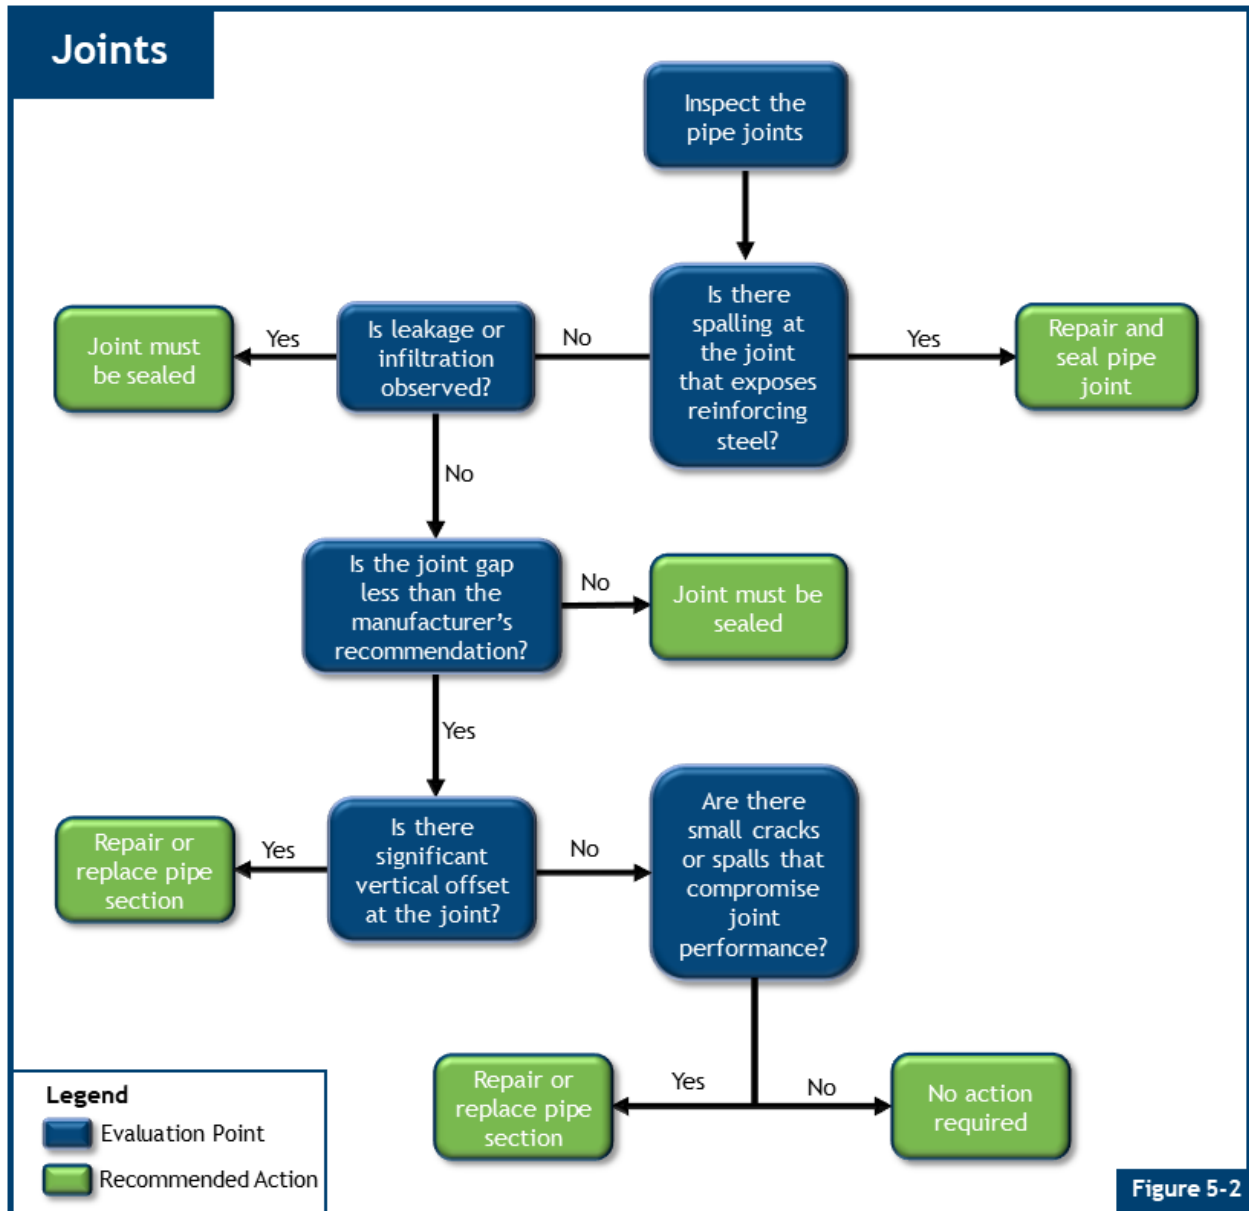 Joints
Inspect the
pipe joints
Is there
spalling at
the joint
that exposes
reinforcing
steel?
Yes
Repair and
seal pipe
joint
No
Is leakage or
infiltration
observed?
Yes
Joint must
be sealed
No
Is the joint gap
less than the
manufacturer's
recommendation?
No
Joint must be
sealed
Yes
Is there
significant
vertical offset
at the joint?
Yes
Repair or
replace pipe
section
No
Are there
small cracks
or spalls that
compromise
joint
performance?
Yes
Repair or
replace pipe
section
No
No action
required
Legend
Evaluation Point
Recommended Action
Figure 5-2